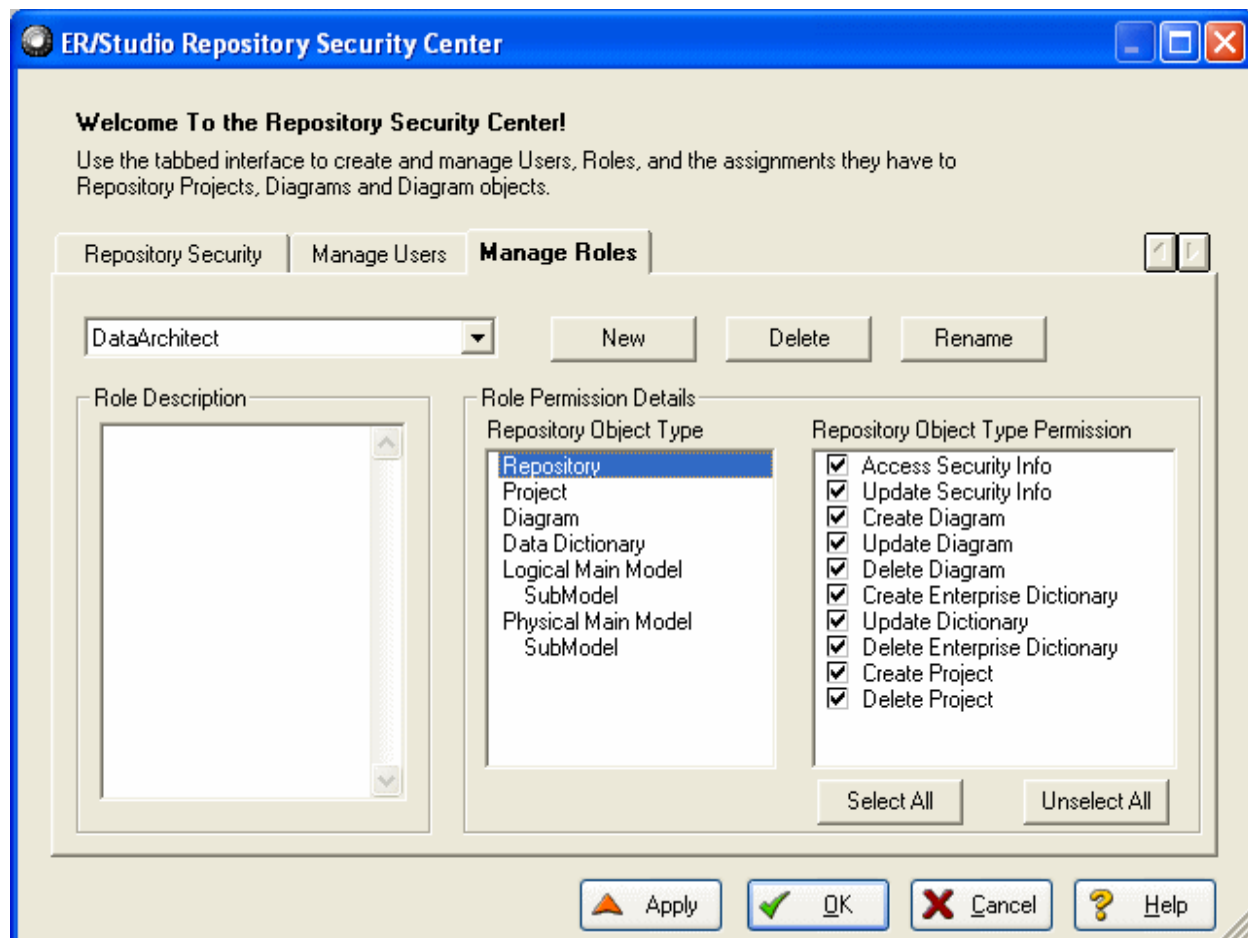 ER/Studio Repository Security Center
Welcome To the Repository Security Center!
Use the tabbed interface to create and manage Users, Roles, and the assignments they have to
Repository Projects, Diagrams and Diagram objects.
Repository Security
Manage Users
Manage Roles
DataArchitect
New
Delete
Rename
Role Description
Role Permission Details
Repository Object Type
Repository
Project
Diagram
Data Dictionary
Logical Main Model
SubModel
Physical Main Model
SubModel
Repository Object Type Permission
Access Security Info
Update Security Info
Create Diagram
Update Diagram
Delete Diagram
Create Enterprise Dictionary
Update Dictionary
Delete Enterprise Dictionary
Create Project
Delete Project
Select All
Unselect All
Apply
OK
Cancel
Help